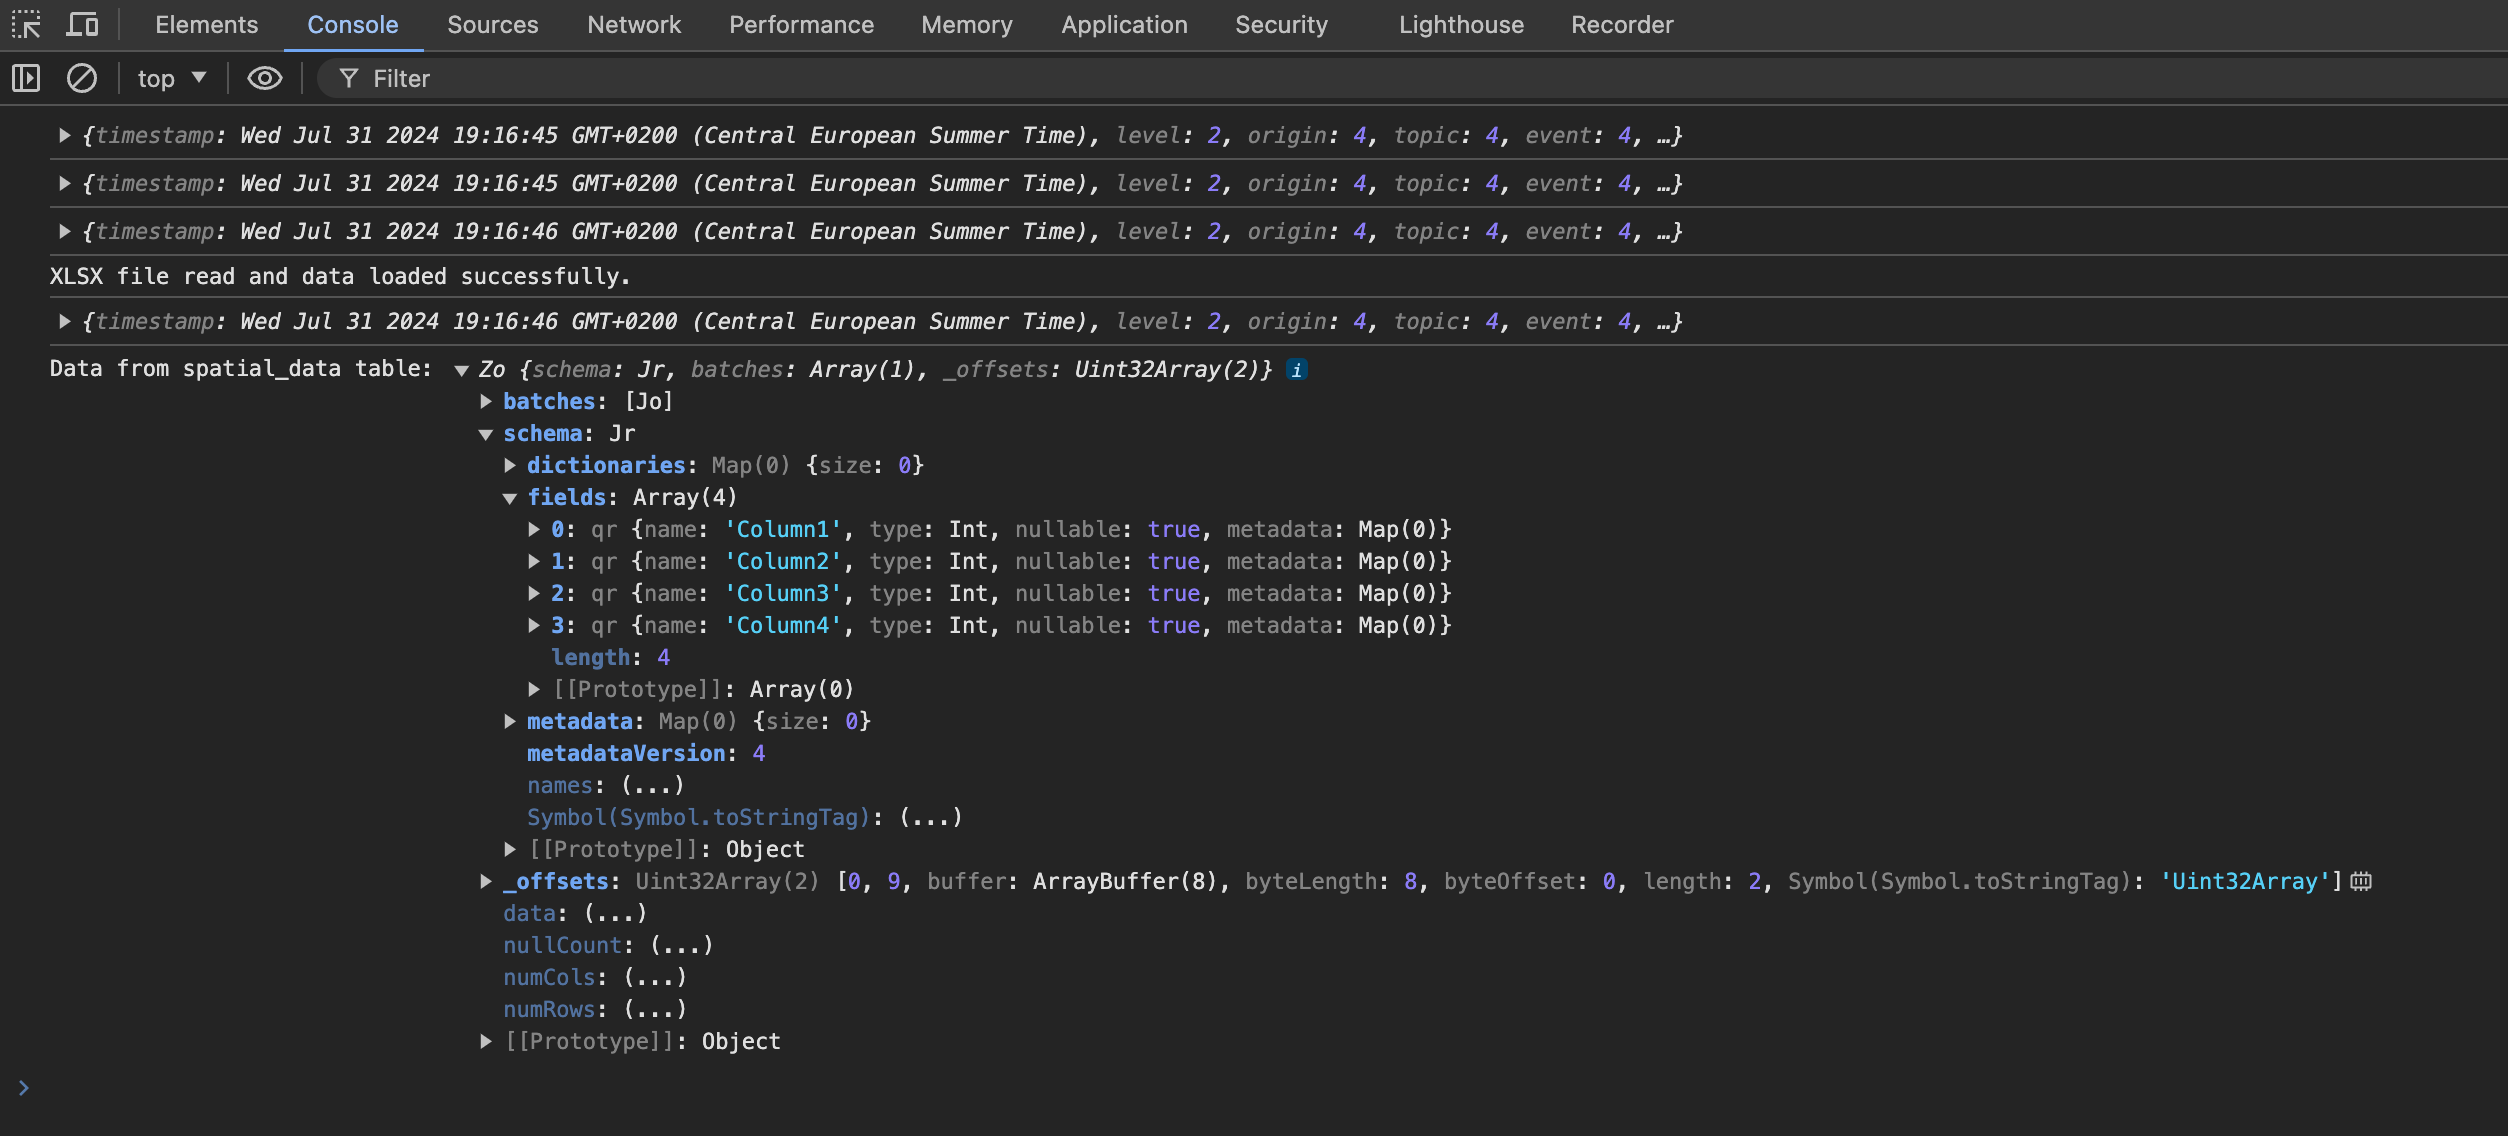 Elements Console Sources Network Performance Memory Application Security Lighthouse Recorder
top Filter
{timestamp: Wed Jul 31 2024 19:16:45 GMT+0200 (Central European Summer Time), level: 2, origin: 4, topic: 4, event: 4, …}
{timestamp: Wed Jul 31 2024 19:16:45 GMT+0200 (Central European Summer Time), level: 2, origin: 4, topic: 4, event: 4, …}
{timestamp: Wed Jul 31 2024 19:16:46 GMT+0200 (Central European Summer Time), level: 2, origin: 4, topic: 4, event: 4, …}
XLSX file read and data loaded successfully.
{timestamp: Wed Jul 31 2024 19:16:46 GMT+0200 (Central European Summer Time), level: 2, origin: 4, topic: 4, event: 4, …}
Data from spatial_data table: Zo {schema: Jr, batches: Array(1), _offsets: Uint32Array(2)} i
batches: [Jo]
schema: Jr
dictionaries: Map(0) {size: 0}
fields: Array(4)
0: qr {name: 'Column1', type: Int, nullable: true, metadata: Map(0)}
1: qr {name: 'Column2', type: Int, nullable: true, metadata: Map(0)}
2: qr {name: 'Column3', type: Int, nullable: true, metadata: Map(0)}
3: qr {name: 'Column4', type: Int, nullable: true, metadata: Map(0)}
length: 4
[[Prototype]]: Array(0)
metadata: Map(0) {size: 0}
metadataVersion: 4
names: (...)
Symbol(Symbol.toStringTag): (...)
[[Prototype]]: Object
_offsets: Uint32Array(2) [0, 9, buffer: ArrayBuffer(8), byteLength: 8, byteOffset: 0, length: 2, Symbol(Symbol.toStringTag): 'Uint32Array']
data: (...)
nullCount: (...)
numCols: (...)
numRows: (...)
[[Prototype]]: Object